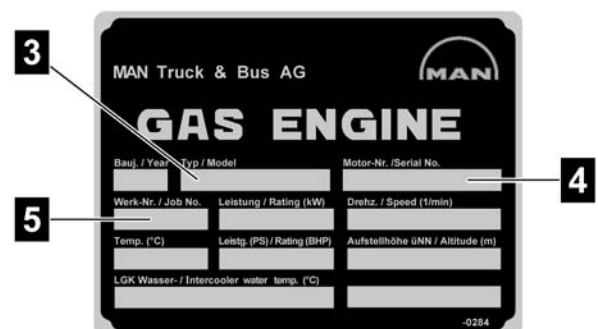 3
MAN Truck & Bus AG
MAN
GAS ENGINE
Bauj. / Year Typ / Model Motor-Nr. /Serial No.
4
Werk-Nr. / Job No. Leistung / Rating (kW) Drehz. / Speed (1/min)
5
Temp. (°C) Leistg. (PS) / Rating (BHP) Aufstellhöhe üNN / Altitude (m)
LGK Wasser- / Intercooler water temp. (°C)
-0284